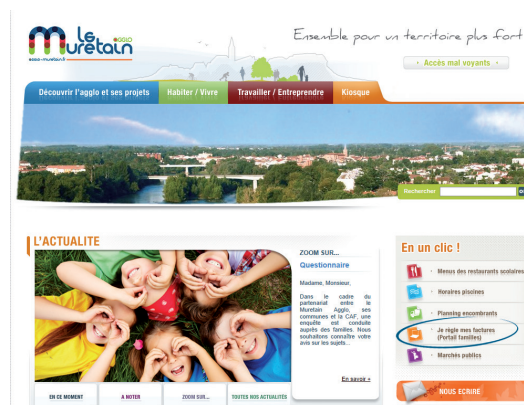 Le
Muretain
AGGLO
agglo-muretain.fr
Ensemble pour un territoire plus fort
• Accès mal voyants •
Découvrir l'agglo et ses projets
Habiter / Vivre
Travailler / Entreprendre
Kiosque
Rechercher
L'ACTUALITE
ZOOM SUR...
Questionnaire
Madame, Monsieur,
Dans le cadre du
partenariat entre le
Muretain Agglo, ses
communes et la CAF, une
enquête est conduite
auprès des familles. Nous
souhaitons connaître votre
avis sur les sujets...
En savoir +
EN CE MOMENT
A NOTER
ZOOM SUR...
TOUTES NOS ACTUALITÉS
En un clic !
· Menus des restaurants scolaires
· Horaires piscines
· Planning encombrants
· Je règle mes factures
(Portail familles)
· Marchés publics
NOUS ECRIRE